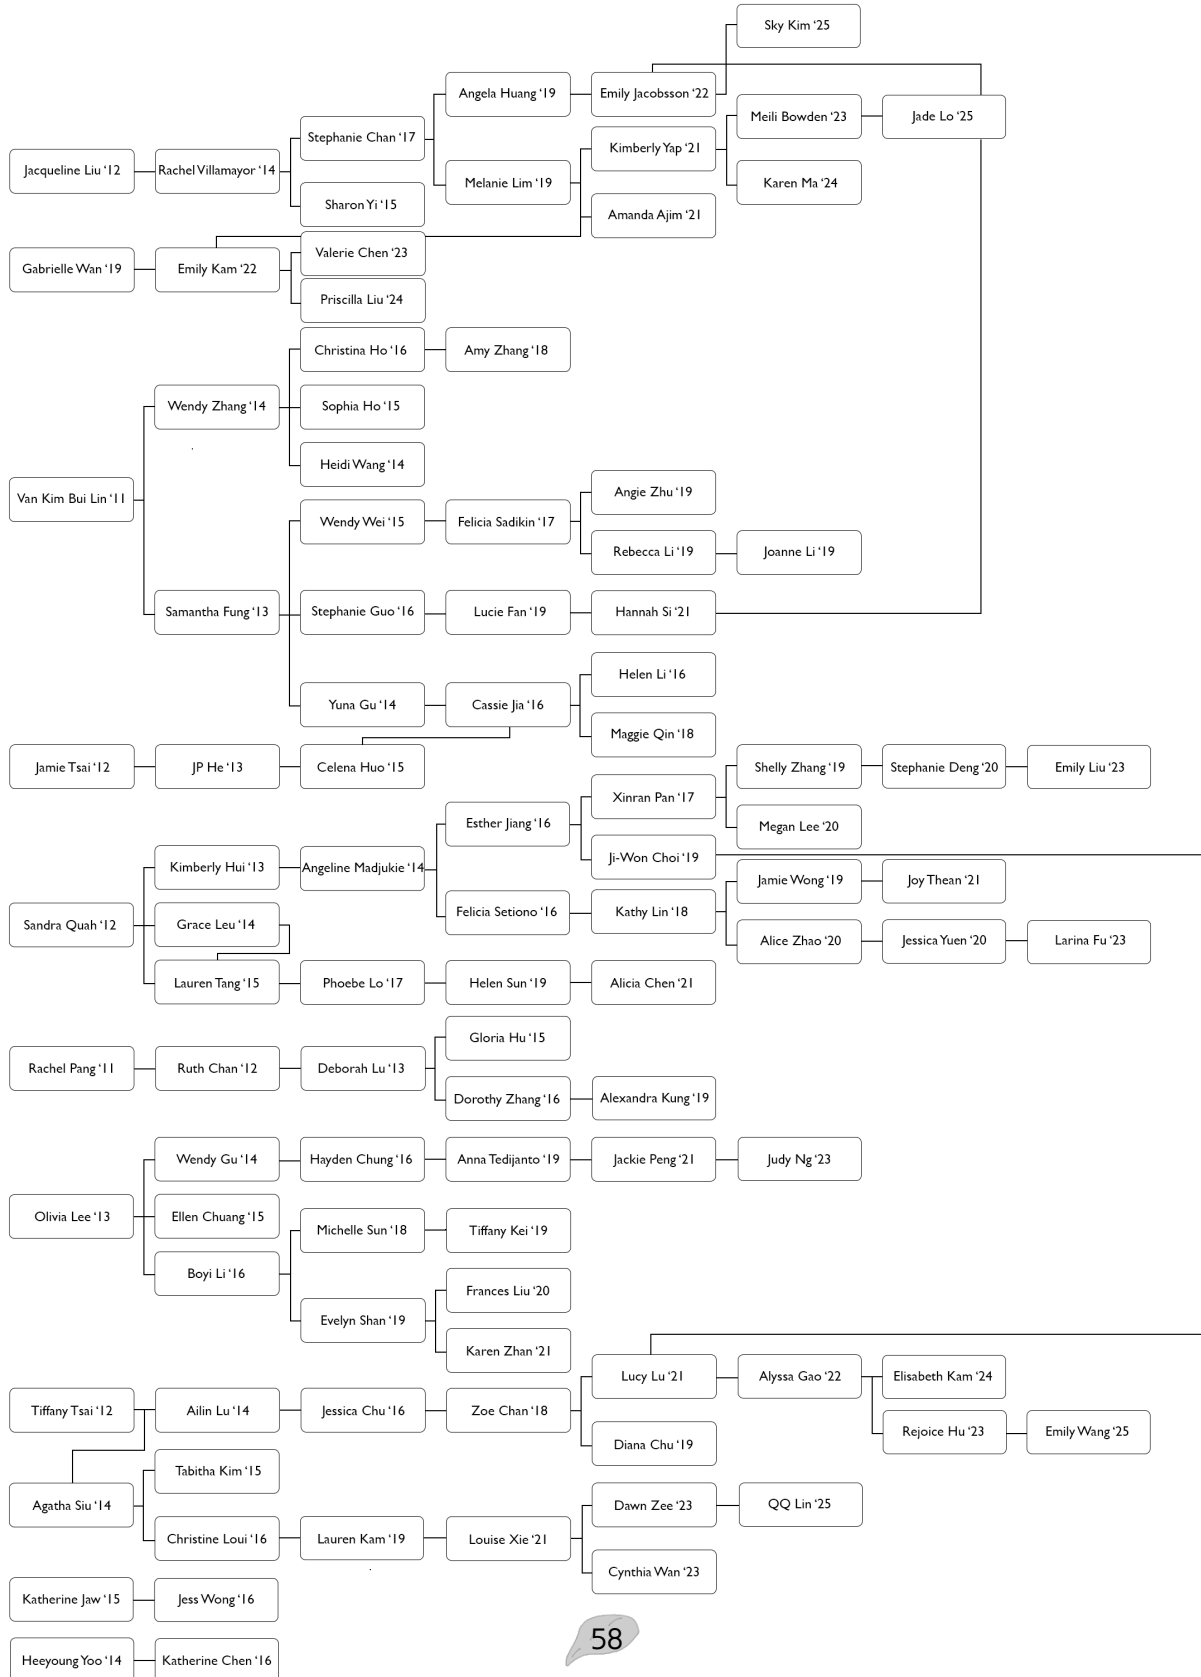 Sky Kim ‘25
Angela Huang ‘19
Emily Jacobsson ‘22
Meili Bowden ‘23
Jade Lo ‘25
Stephanie Chan ‘17
Kimberly Yap ‘21
Jacqueline Liu ‘12
Rachel Villamayor ‘14
Melanie Lim ‘19
Karen Ma ‘24
Sharon Yi ‘15
Amanda Ajim ‘21
Gabrielle Wan ‘19
Emily Kam ‘22
Valerie Chen ‘23
Priscilla Liu ‘24
Christina Ho ‘16
Amy Zhang ‘18
Wendy Zhang ‘14
Sophia Ho ‘15
Heidi Wang ‘14
Van Kim Bui Lin ‘11
Angie Zhu ‘19
Wendy Wei ‘15
Felicia Sadikin ‘17
Rebecca Li ‘19
Joanne Li ‘19
Samantha Fung ‘13
Stephanie Guo ‘16
Lucie Fan ‘19
Hannah Si ‘21
Helen Li ‘16
Yuna Gu ‘14
Cassie Jia ‘16
Maggie Qin ‘18
Jamie Tsai ‘12
JP He ‘13
Celena Huo ‘15
Shelly Zhang ‘19
Stephanie Deng ‘20
Emily Liu ‘23
Xinran Pan ‘17
Esther Jiang ‘16
Megan Lee ‘20
Kimberly Hui ‘13
Angeline Madjukie ‘14
Ji-Won Choi ‘19
Jamie Wong ‘19
Joy Thean ‘21
Sandra Quah ‘12
Grace Leu ‘14
Felicia Setiono ‘16
Kathy Lin ‘18
Alice Zhao ‘20
Jessica Yuen ‘20
Larina Fu ‘23
Lauren Tang ‘15
Phoebe Lo ‘17
Helen Sun ‘19
Alicia Chen ‘21
Gloria Hu ‘15
Rachel Pang ‘11
Ruth Chan ‘12
Deborah Lu ‘13
Dorothy Zhang ‘16
Alexandra Kung ‘19
Wendy Gu ‘14
Hayden Chung ‘16
Anna Tedijanto ‘19
Jackie Peng ‘21
Judy Ng ‘23
Olivia Lee ‘13
Ellen Chuang ‘15
Michelle Sun ‘18
Tiffany Kei ‘19
Boyi Li ‘16
Frances Liu ‘20
Evelyn Shan ‘19
Karen Zhan ‘21
Lucy Lu ‘21
Alyssa Gao ‘22
Elisabeth Kam ‘24
Tiffany Tsai ‘12
Ailin Lu ‘14
Jessica Chu ‘16
Zoe Chan ‘18
Rejoice Hu ‘23
Emily Wang ‘25
Diana Chu ‘19
Tabitha Kim ‘15
Agatha Siu ‘14
Dawn Zee ‘23
QQ Lin ‘25
Christine Loui ‘16
Lauren Kam ‘19
Louise Xie ‘21
Cynthia Wan ‘23
Katherine Jaw ‘15
Jess Wong ‘16
58
Heeyoung Yoo ‘14
Katherine Chen ‘16